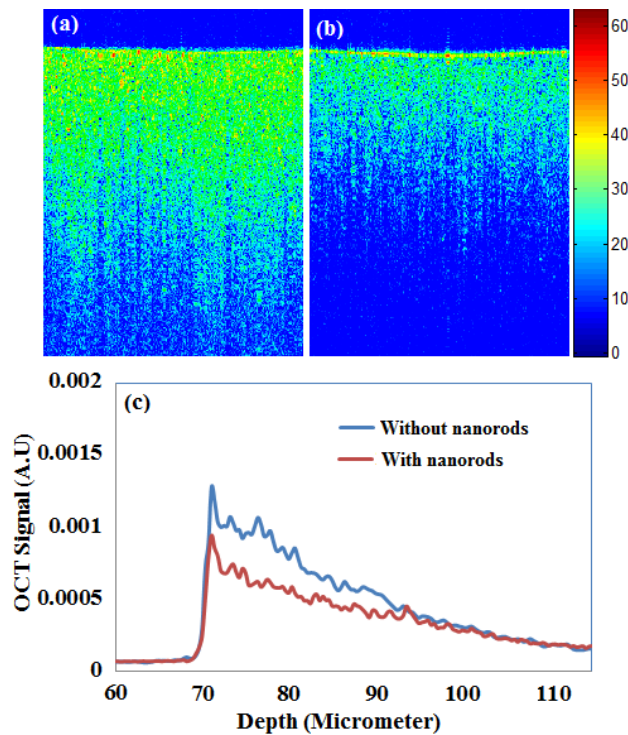 (a)
(b)
60
50
40
30
20
10
0
0.002
0.0015
0.001
0.0005
0
OCT Signal (A.U)
(c)
Without nanorods
With nanorods
60 70 80 90 100 110
Depth (Micrometer)